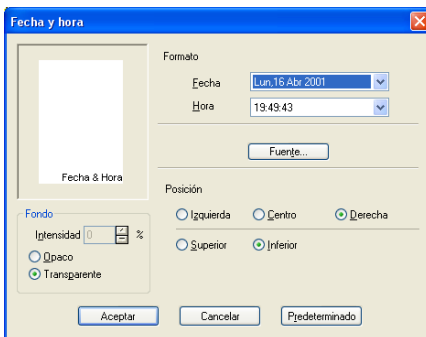 Fecha y hora
Formato
Fecha Lun,16 Abr 2001
Hora 19:49:43
Fuente...
Fecha & Hora
Posición
Izquierda Centro Derecha
Superior Inferior
Fondo
Intensidad 0 %
Opaco
Transparente
Aceptar Cancelar Predeterminado